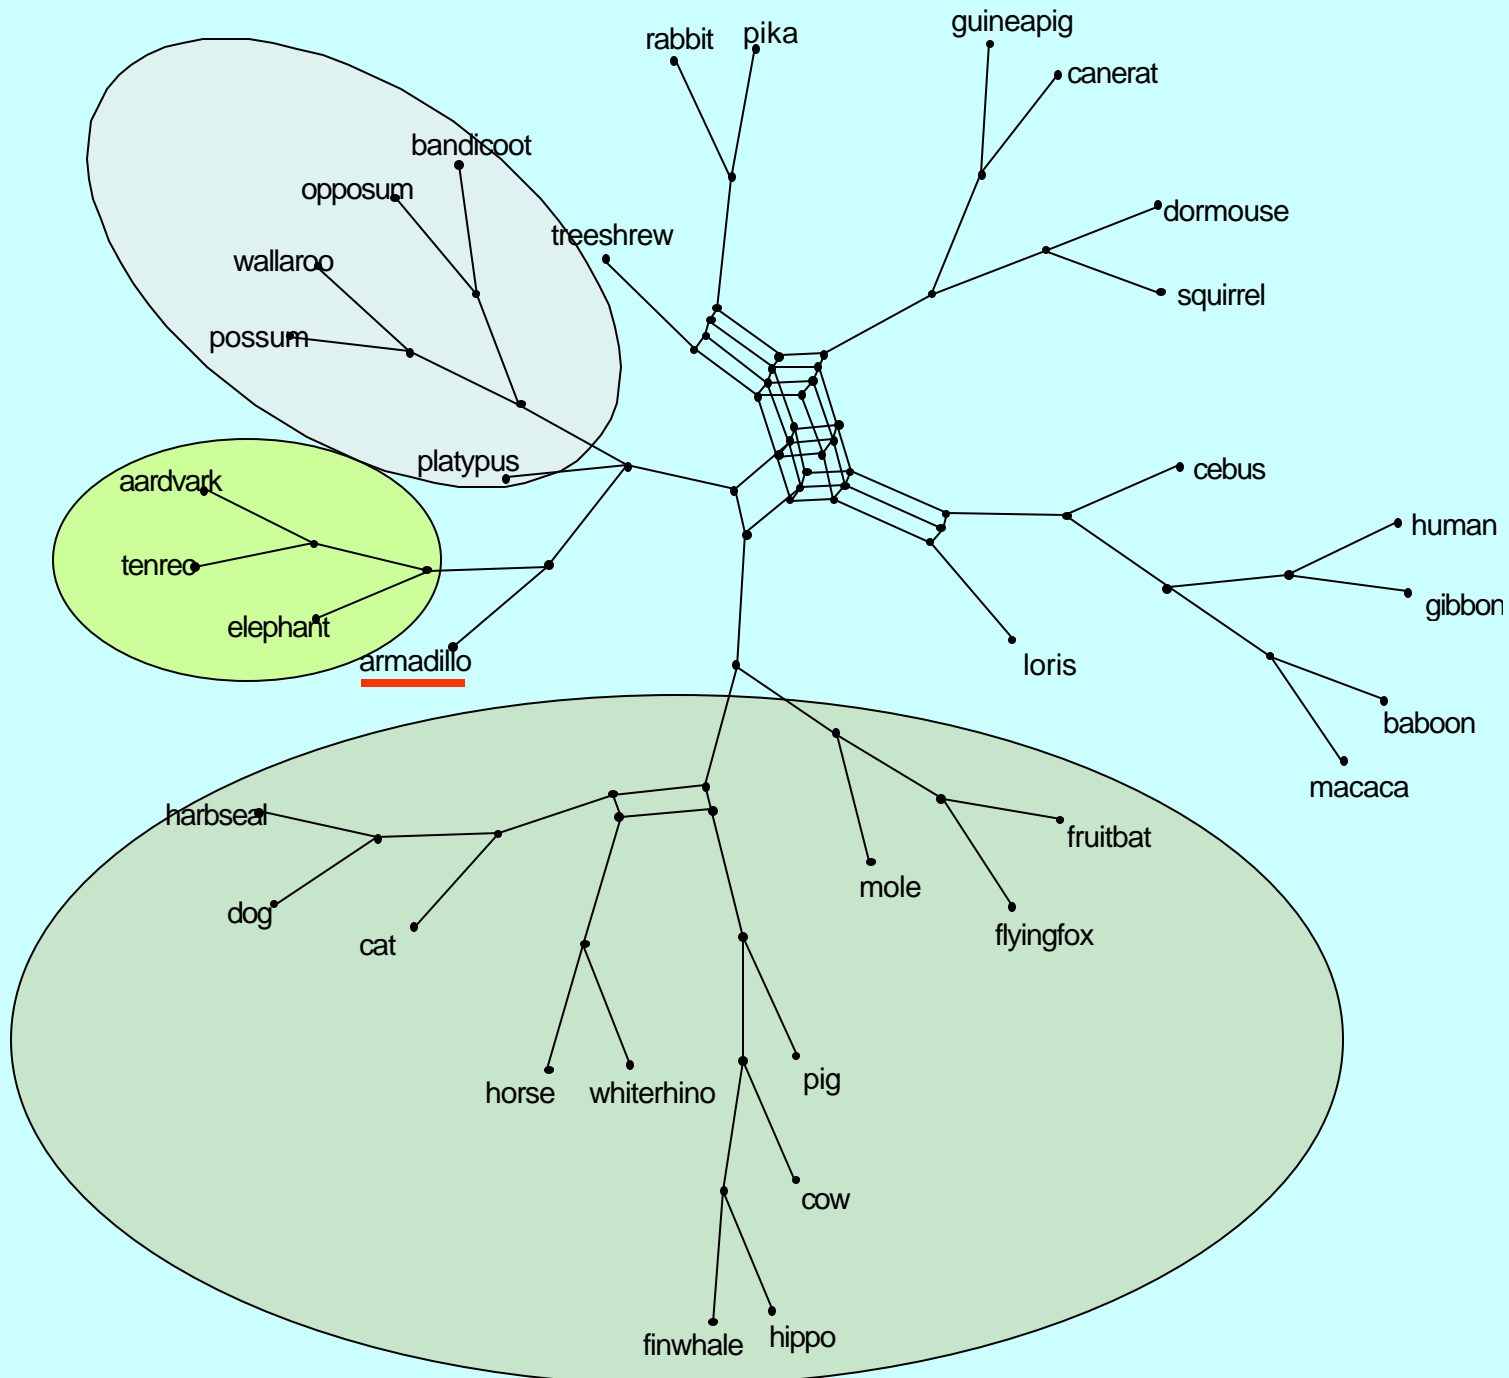 guineapig
rabbit
pika
canerat
bandicoot
opposum
dormouse
treeshrew
wallaroo
squirrel
possum
platypus
cebus
aardvark
human
tenrec
gibbon
elephant
armadillo
loris
baboon
macaca
harbseal
fruitbat
mole
dog
cat
flyingfox
horse
whiterhino
pig
cow
finwhale
hippo